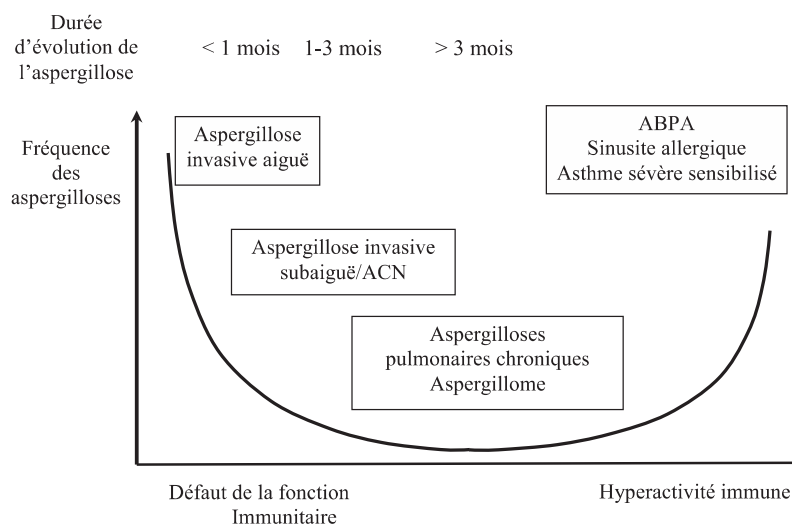 Durée
d'évolution de
l'aspergillose
< 1 mois 1-3 mois > 3 mois
Fréquence
des
aspergilloses
Aspergillose
invasive aiguë
ABPA
Sinusite allergique
Asthme sévère sensibilisé
Aspergillose invasive
subaiguë/ACN
Aspergilloses
pulmonaires chroniques
Aspergillome
Défaut de la fonction
Immunitaire
Hyperactivité immune